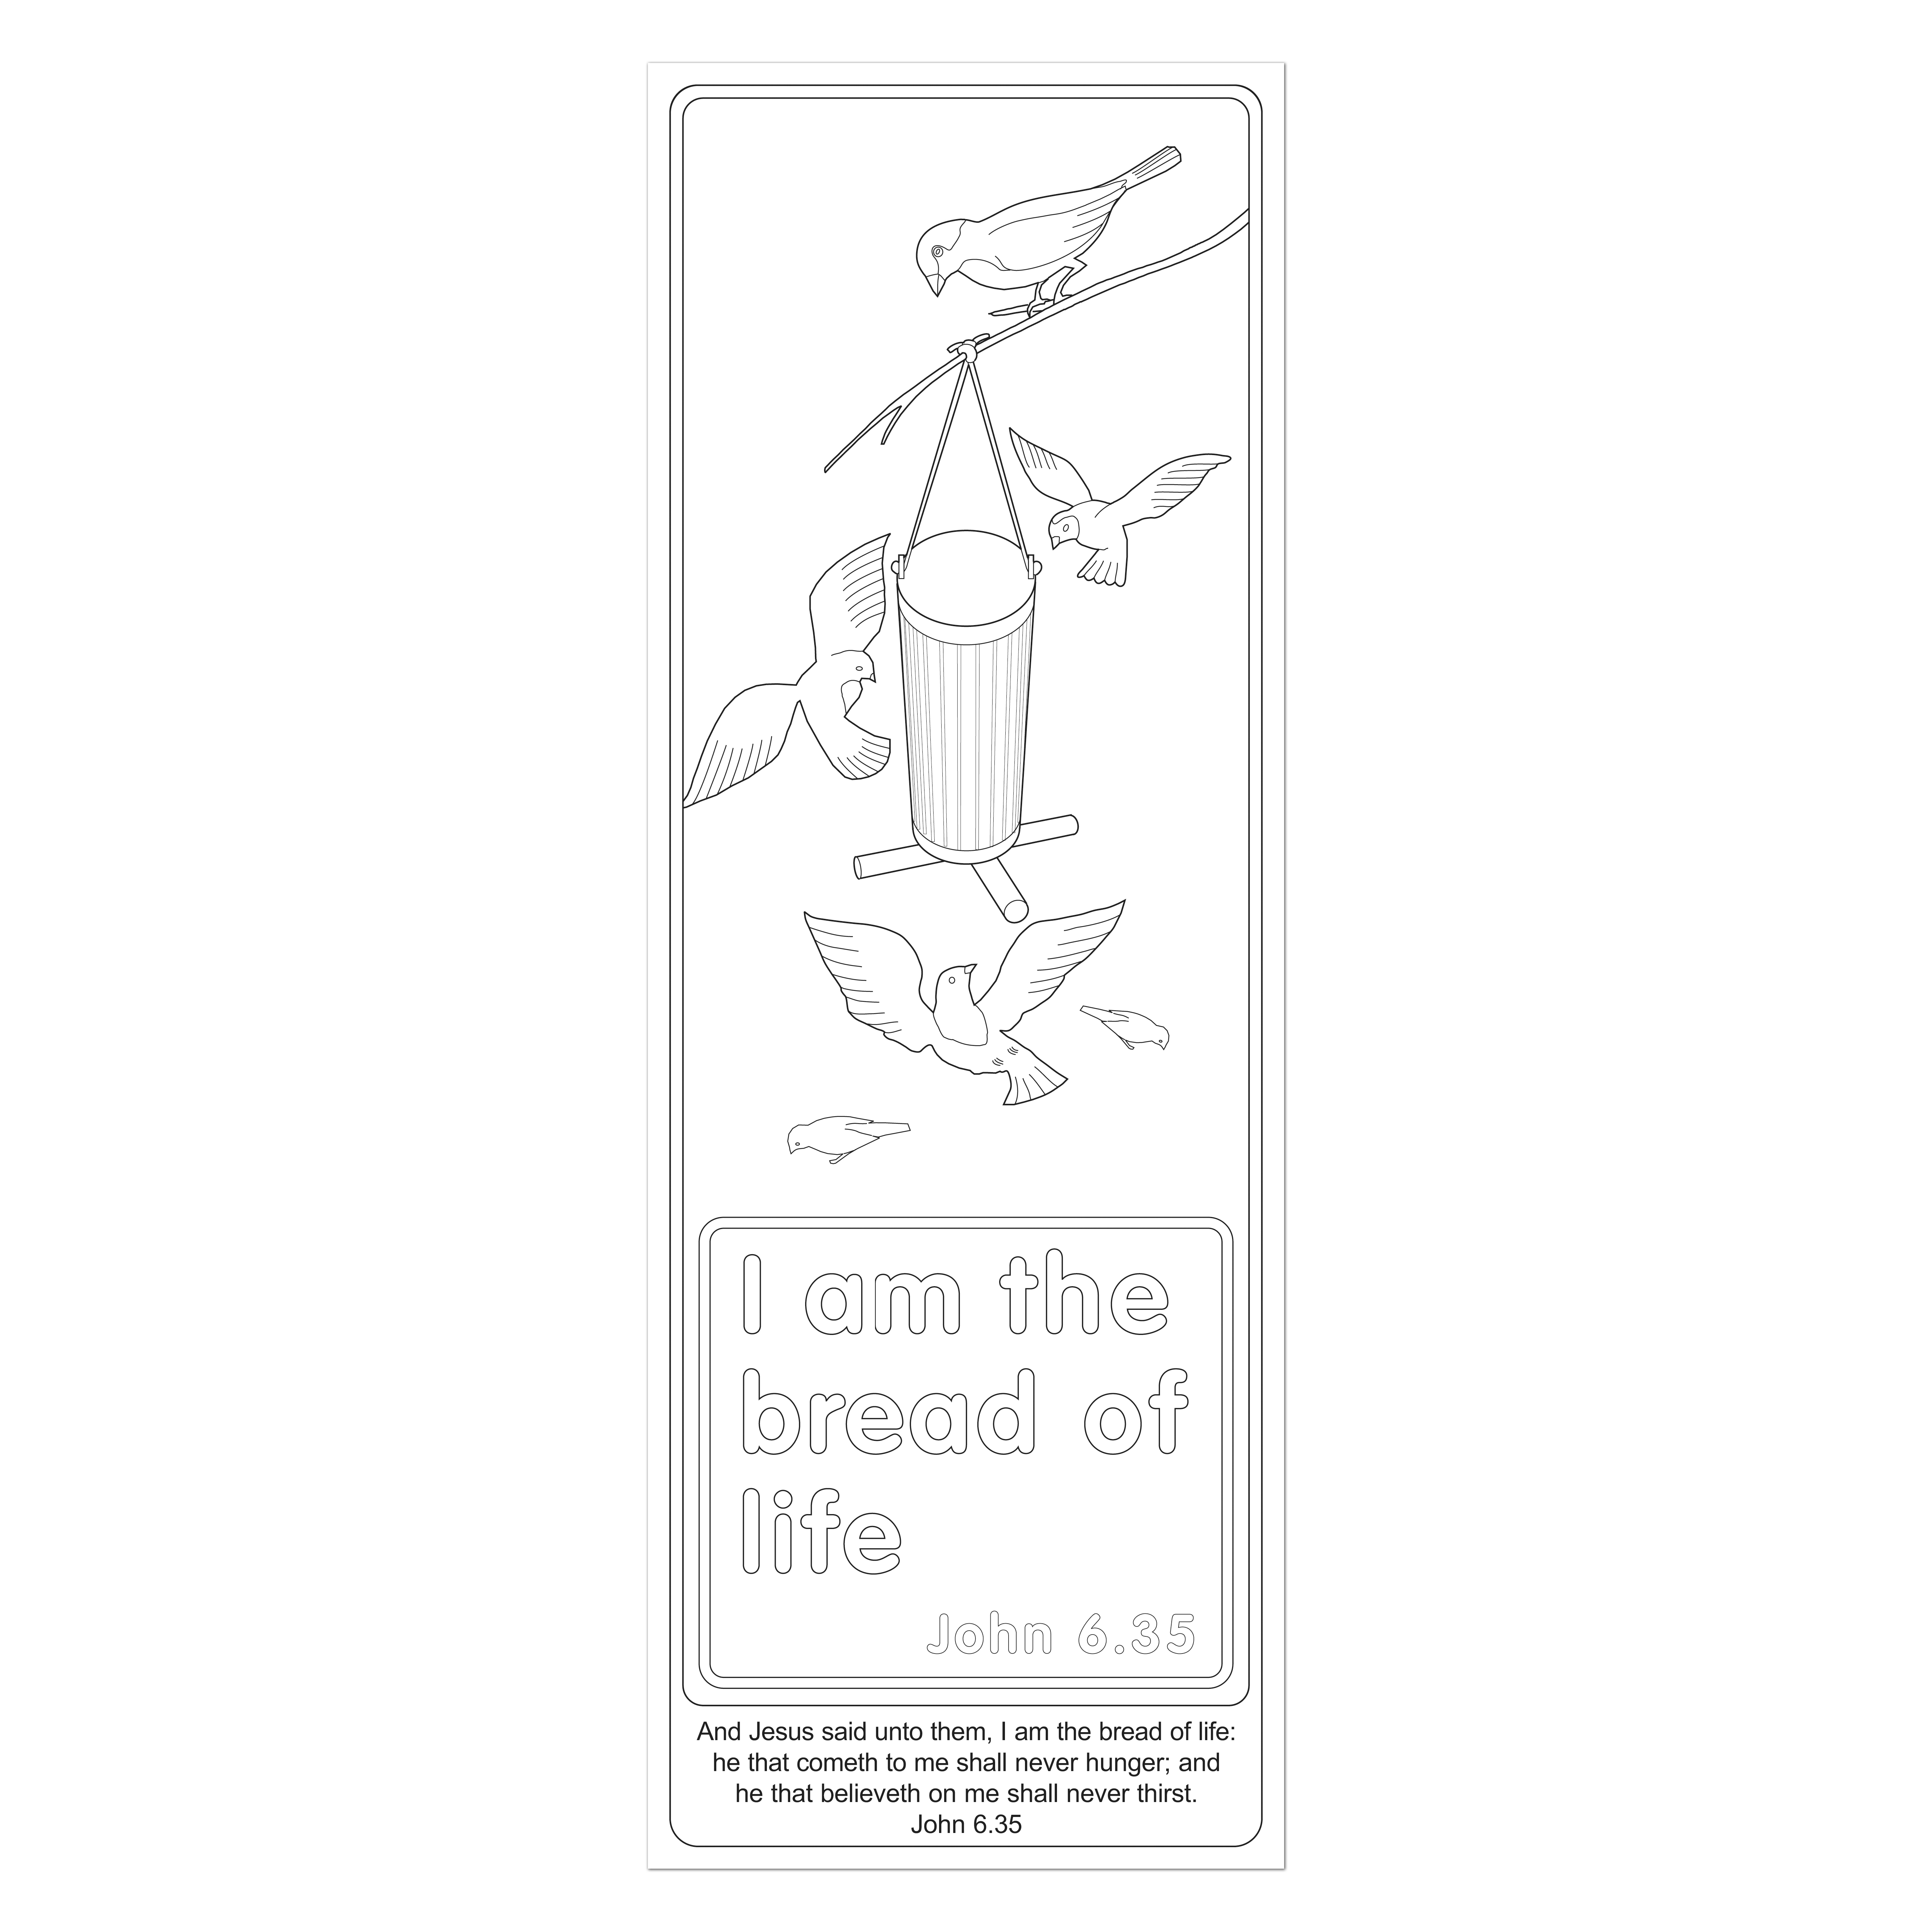 I am the
bread of
life
John 6.35
And Jesus said unto them, I am the bread of life:
he that cometh to me shall never hunger; and
he that believeth on me shall never thirst.
John 6.35